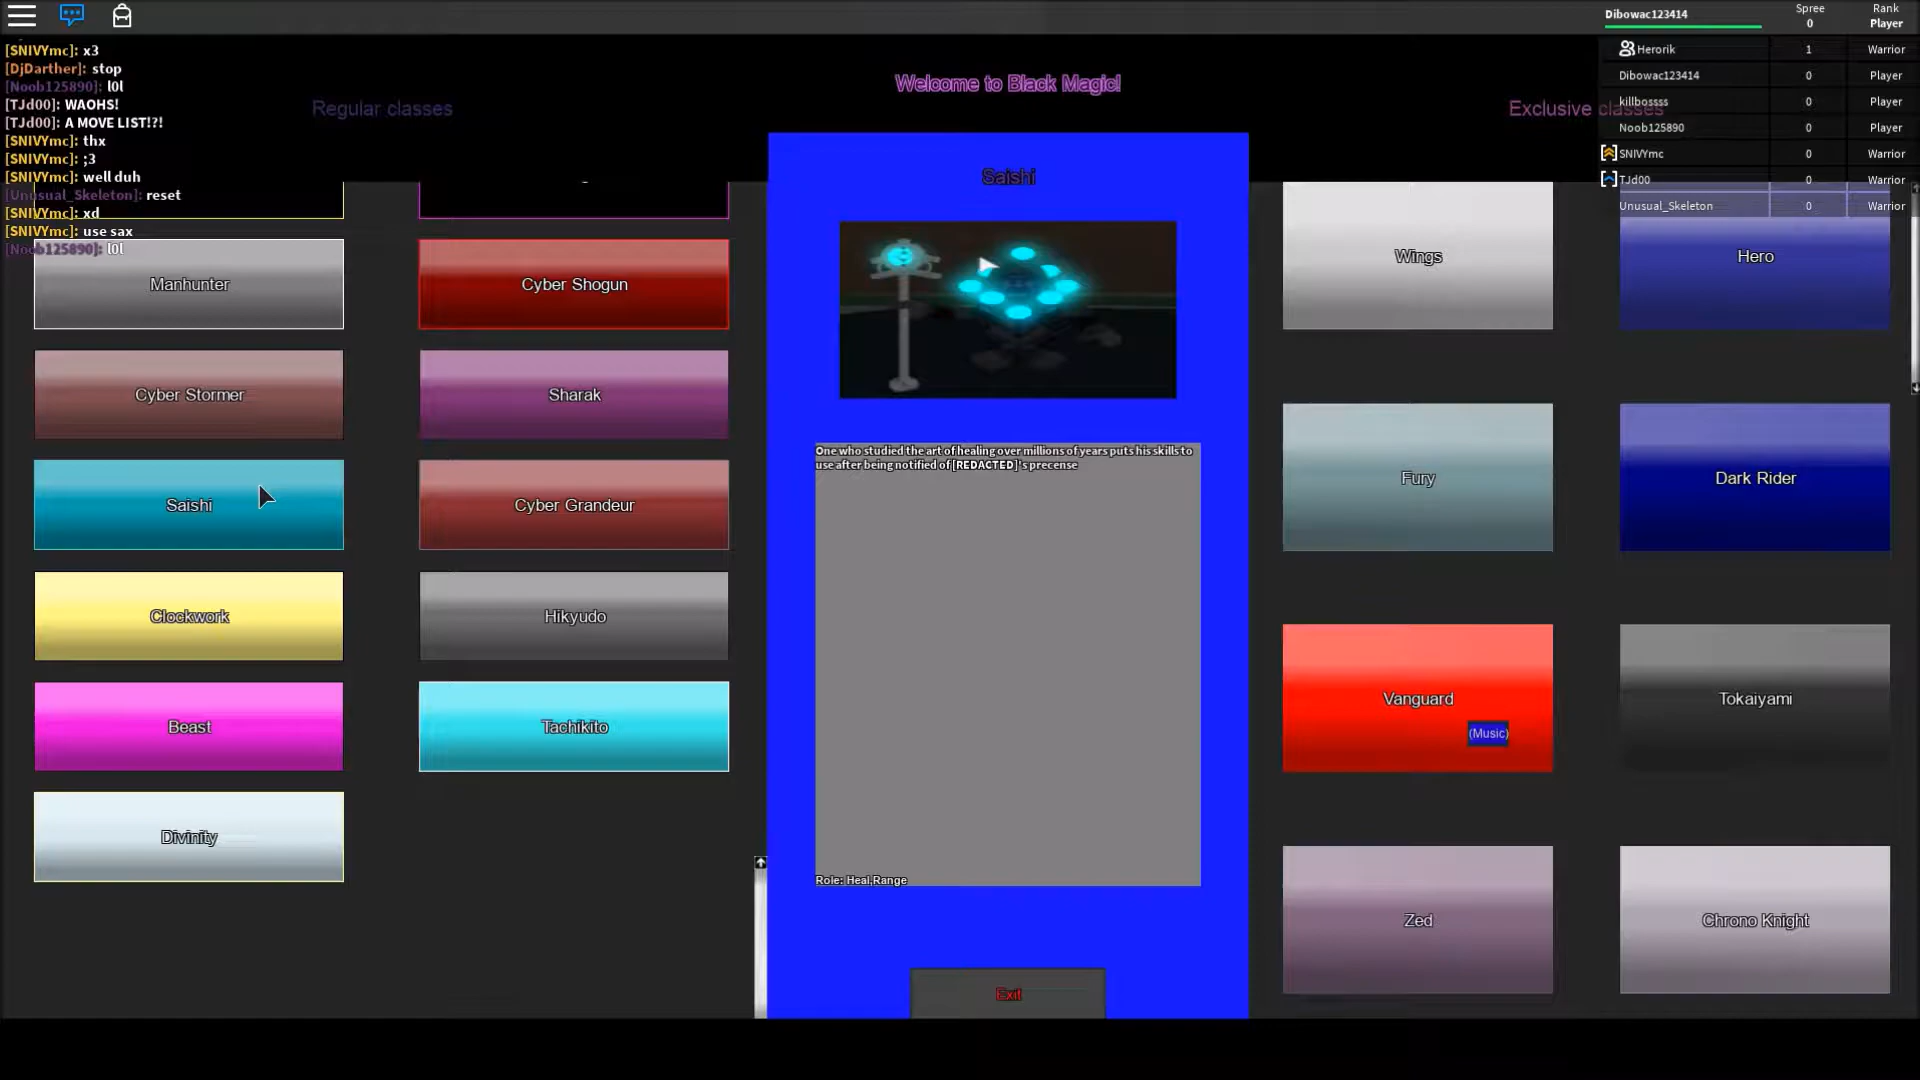 Dibowac123414
Spree
0
Rank
Player
[SNIVYmc]: x3
[DjDarther]: stop
[Noob125890]: l0l
[TJd00]: WAOHS!
[TJd00]: A MOVE LIST!?!
[SNIVYmc]: thx
[SNIVYmc]: ;3
[SNIVYmc]: well duh
[Unusual_Skeleton]: reset
[SNIVYmc]: xd
[SNIVYmc]: use sax
[Noob125890]: l0l
Herorik 1 Warrior
Dibowac123414 0 Player
killbossss 0 Player
Noob125890 0 Player
SNIVYmc 0 Warrior
TJd00 0 Warrior
Unusual_Skeleton 0 Warrior
Welcome to Black Magic!
Regular classes
Exclusive classes
Manhunter
Cyber Shogun
Cyber Stormer
Sharak
Saishi
Cyber Grandeur
Clockwork
Hikyudo
Beast
Tachikito
Divinity
Saishi
One who studied the art of healing over millions of years puts his skills to
use after being notified of [REDACTED]'s precense
Role: Heal,Range
Exit
Wings
Hero
Fury
Dark Rider
Vanguard
(Music)
Tokaiyami
Zed
Chrono Knight